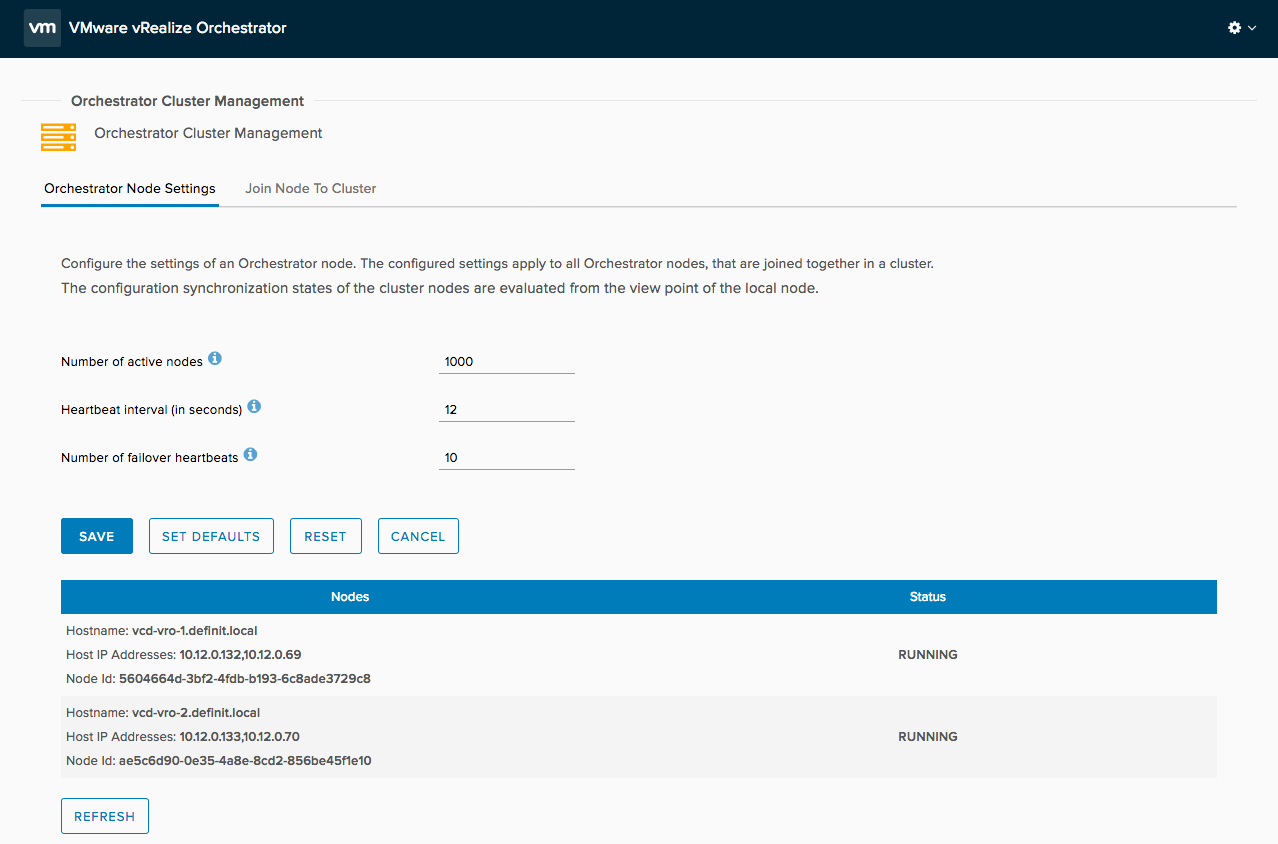 vm VMware vRealize Orchestrator
Orchestrator Cluster Management
Orchestrator Cluster Management
Orchestrator Node Settings Join Node To Cluster
Configure the settings of an Orchestrator node. The configured settings apply to all Orchestrator nodes, that are joined together in a cluster.
The configuration synchronization states of the cluster nodes are evaluated from the view point of the local node.
Number of active nodes i 1000
Heartbeat interval (in seconds) i 12
Number of failover heartbeats i 10
SAVE SET DEFAULTS RESET CANCEL
Nodes Status
Hostname: vcd-vro-1.definit.local
Host IP Addresses: 10.12.0.132,10.12.0.69 RUNNING
Node Id: 5604664d-3bf2-4fdb-b193-6c8ade3729c8
Hostname: vcd-vro-2.definit.local
Host IP Addresses: 10.12.0.133,10.12.0.70 RUNNING
Node Id: ae5c6d90-0e35-4a8e-8cd2-856be45f1e10
REFRESH